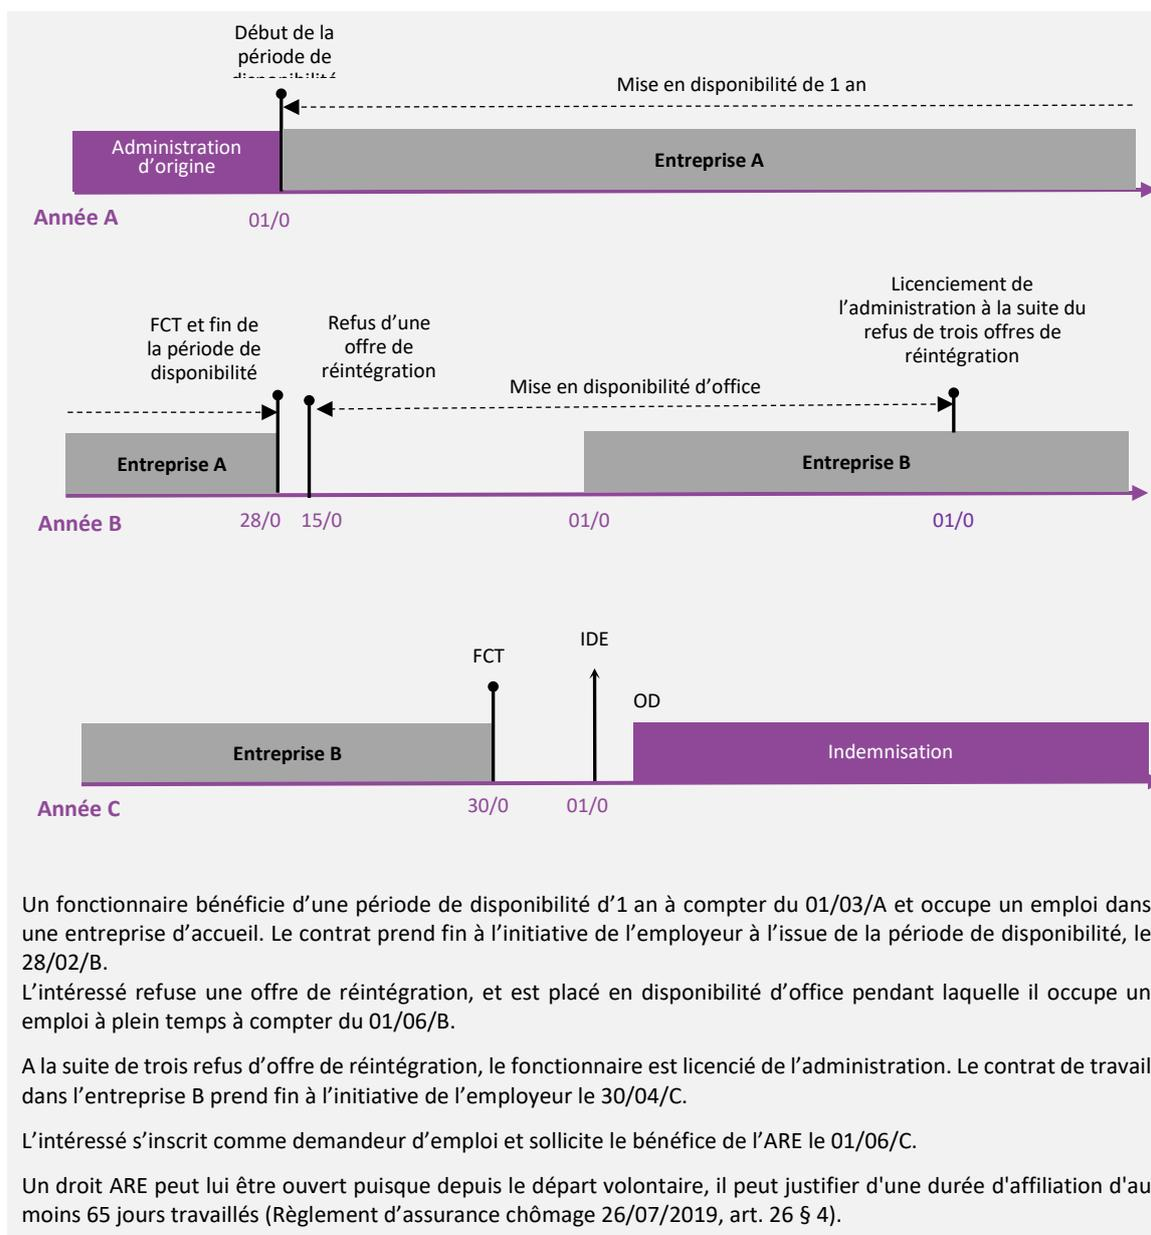 Début de la
période de
disponibilité
Mise en disponibilité de 1 an
Administration
d’origine
Entreprise A
Année A
01/0
Licenciement de
l’administration à la suite du
refus de trois offres de
réintégration
FCT et fin de
la période de
disponibilité
Refus d’une
offre de
réintégration
Mise en disponibilité d’office
Entreprise A
Entreprise B
Année B
28/0
15/0
01/0
01/0
IDE
FCT
OD
Entreprise B
Indemnisation
Année C
30/0
01/0
Un fonctionnaire bénéficie d’une période de disponibilité d’1 an à compter du 01/03/A et occupe un emploi dans
une entreprise d’accueil. Le contrat prend fin à l’initiative de l’employeur à l’issue de la période de disponibilité, le
28/02/B.
L’intéressé refuse une offre de réintégration, et est placé en disponibilité d’office pendant laquelle il occupe un
emploi à plein temps à compter du 01/06/B.
A la suite de trois refus d’offre de réintégration, le fonctionnaire est licencié de l’administration. Le contrat de travail
dans l’entreprise B prend fin à l’initiative de l’employeur le 30/04/C.
L’intéressé s’inscrit comme demandeur d’emploi et sollicite le bénéfice de l’ARE le 01/06/C.
Un droit ARE peut lui être ouvert puisque depuis le départ volontaire, il peut justifier d'une durée d'affiliation d'au
moins 65 jours travaillés (Règlement d’assurance chômage 26/07/2019, art. 26 § 4).